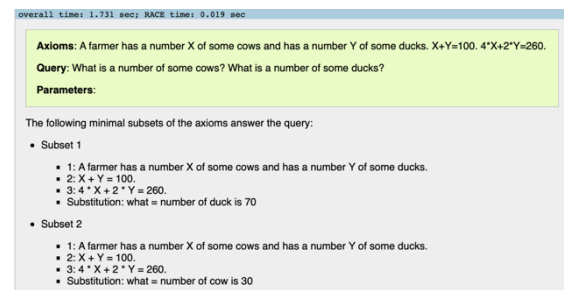 overall time: 1.731 sec; RACE time: 0.019 sec
Axioms: A farmer has a number X of some cows and has a number Y of some ducks. X+Y=100. 4*X+2*Y=260.
Query: What is a number of some cows? What is a number of some ducks?
Parameters:
The following minimal subsets of the axioms answer the query:
• Subset 1
▪ 1: A farmer has a number X of some cows and has a number Y of some ducks.
▪ 2: X + Y = 100.
▪ 3: 4 * X + 2 * Y = 260.
▪ Substitution: what = number of duck is 70
• Subset 2
▪ 1: A farmer has a number X of some cows and has a number Y of some ducks.
▪ 2: X + Y = 100.
▪ 3: 4 * X + 2 * Y = 260.
▪ Substitution: what = number of cow is 30